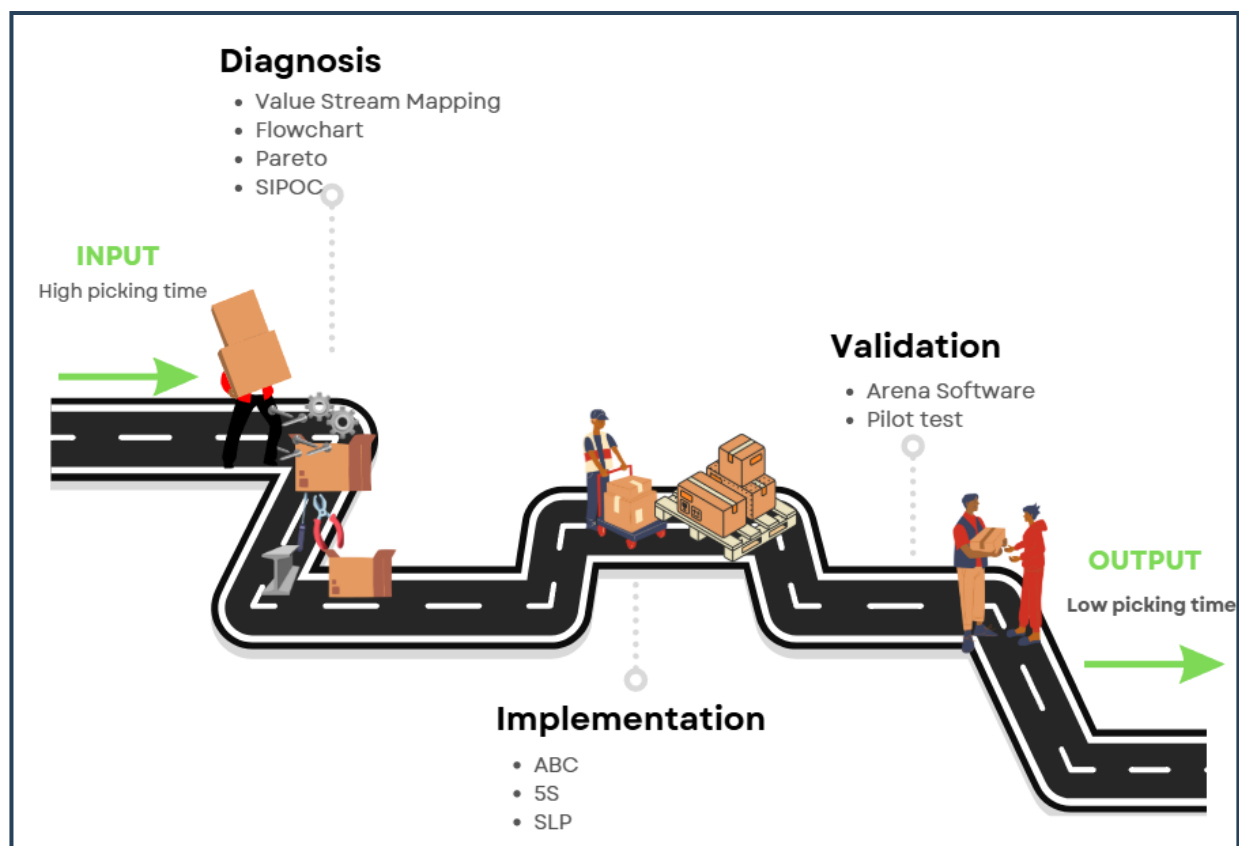 Diagnosis
• Value Stream Mapping
• Flowchart
• Pareto
• SIPOC
INPUT
High picking time
Validation
• Arena Software
• Pilot test
OUTPUT
Low picking time
Implementation
• ABC
• 5S
• SLP